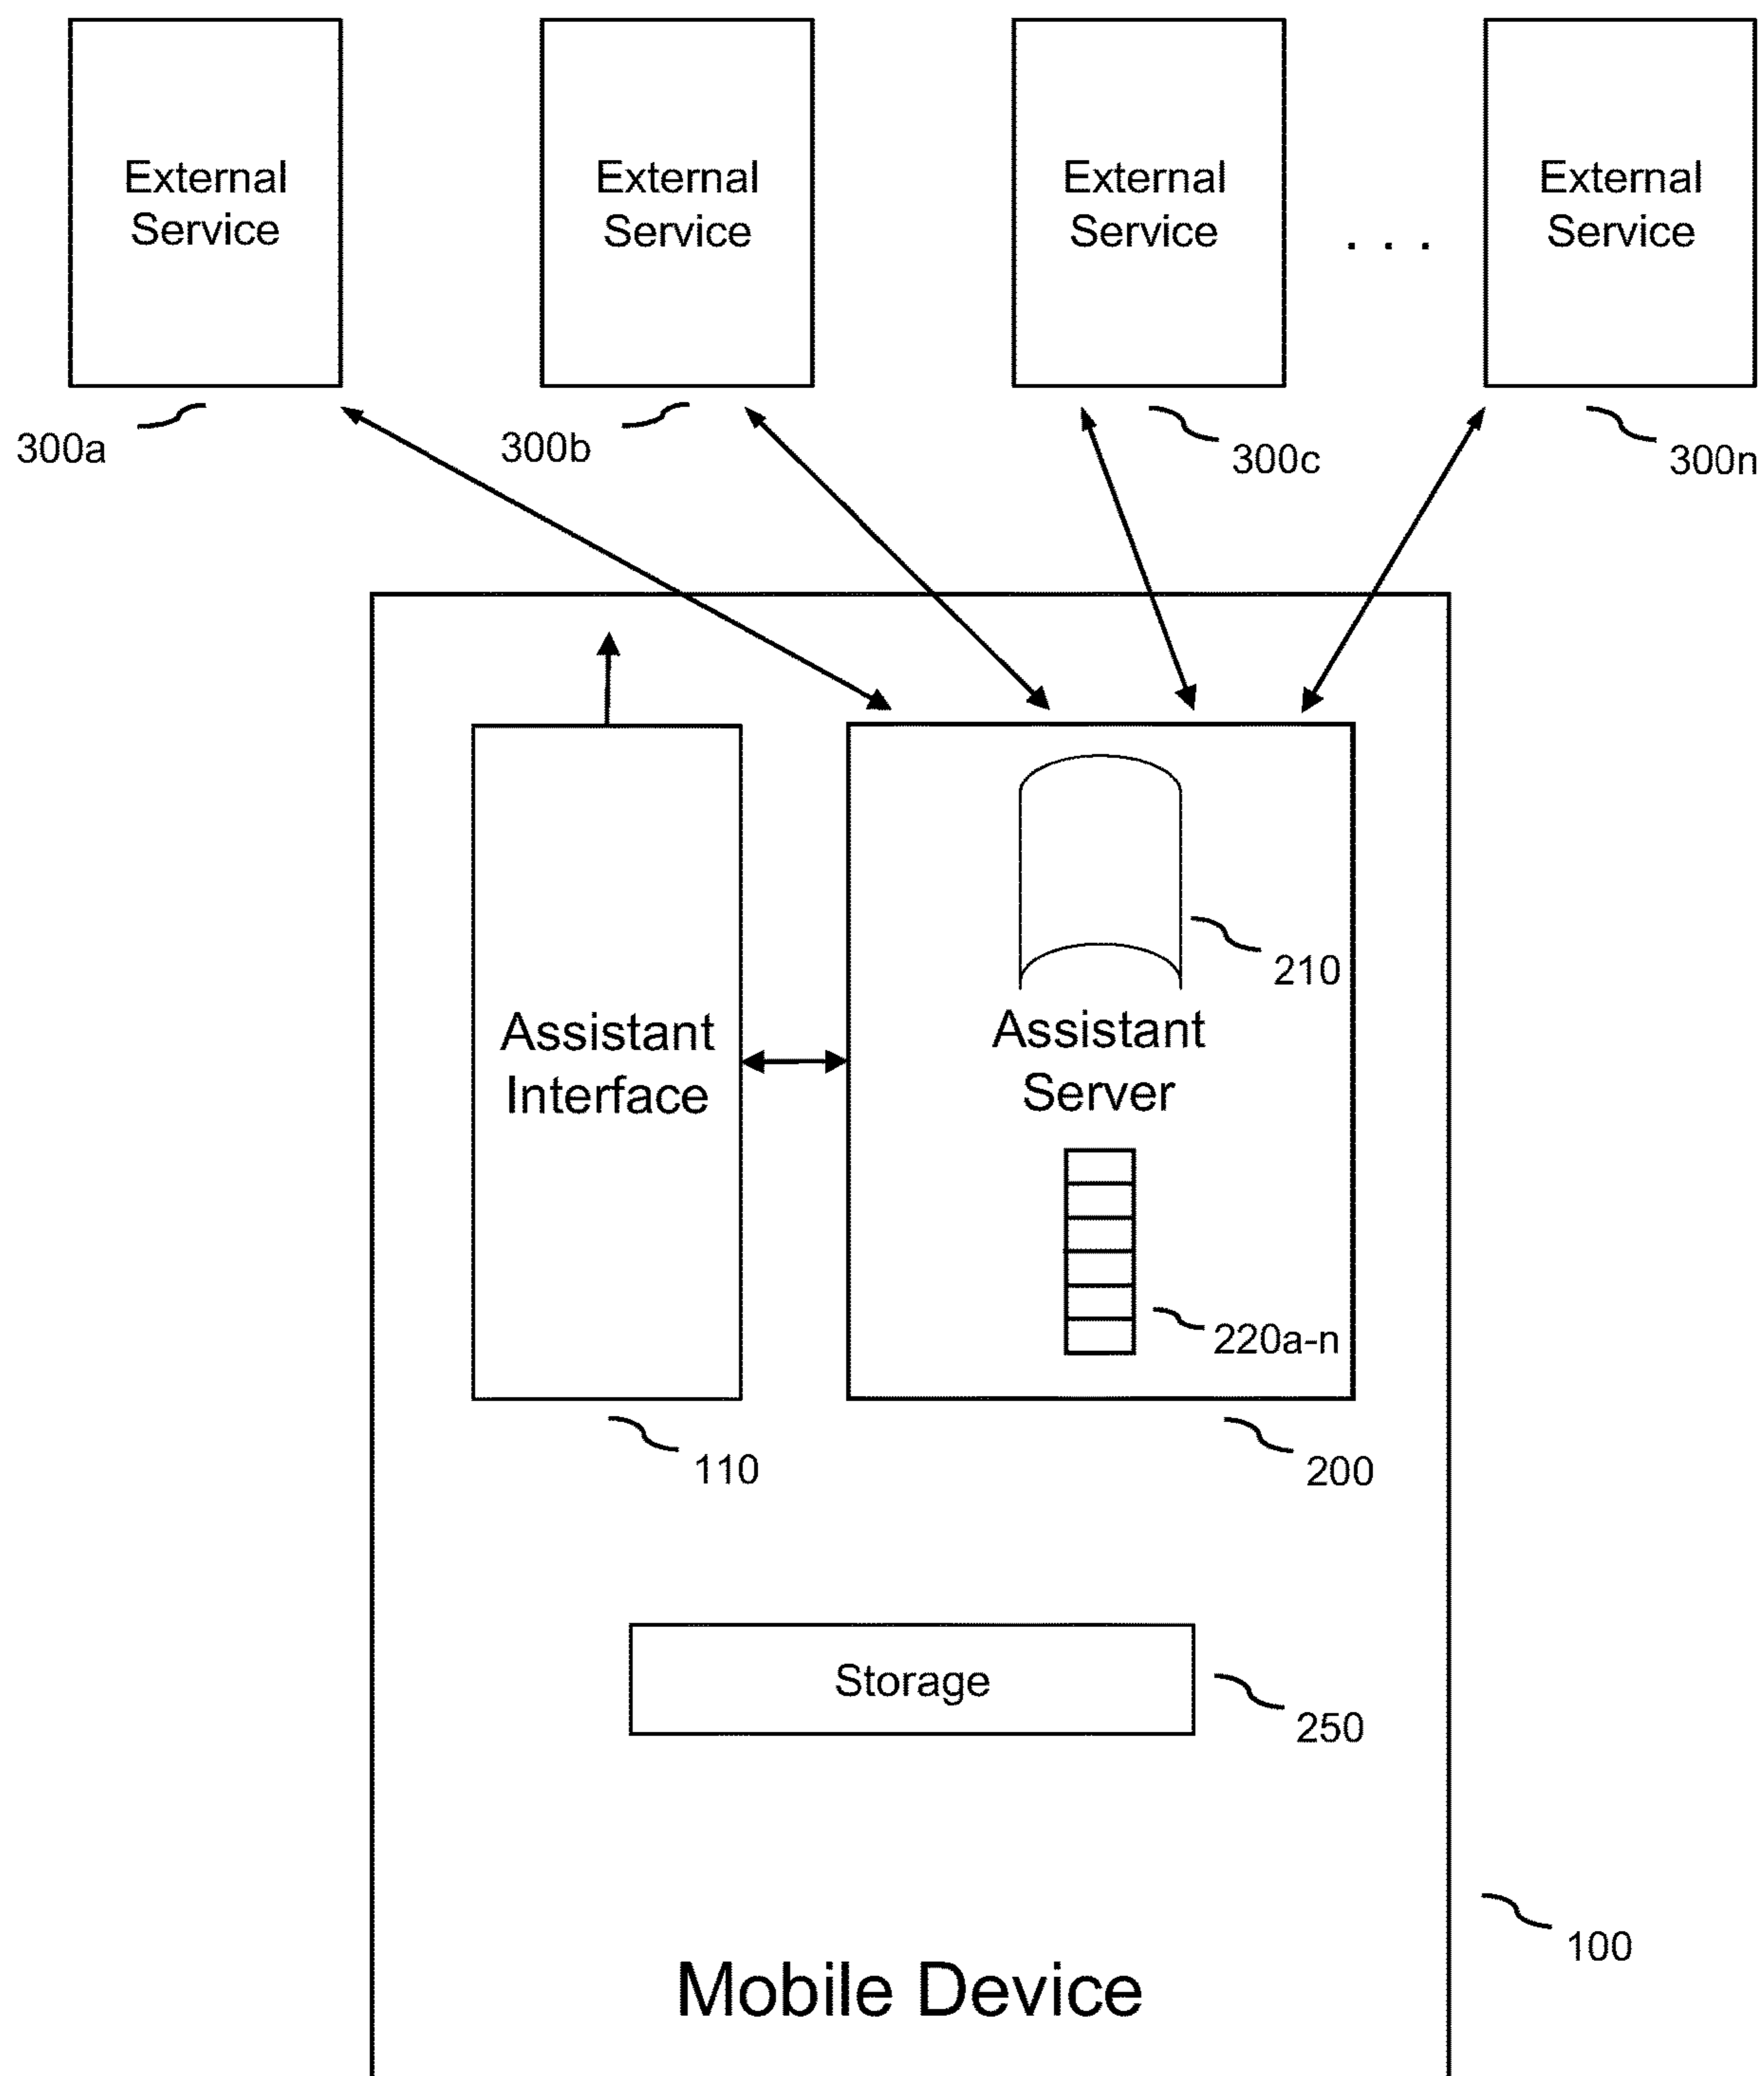 External
Service
External
Service
External
Service
. . .
External
Service
300a
300b
300c
300n
210
Assistant
Interface
Assistant
Server
220a-n
110
200
Storage
250
100
Mobile Device